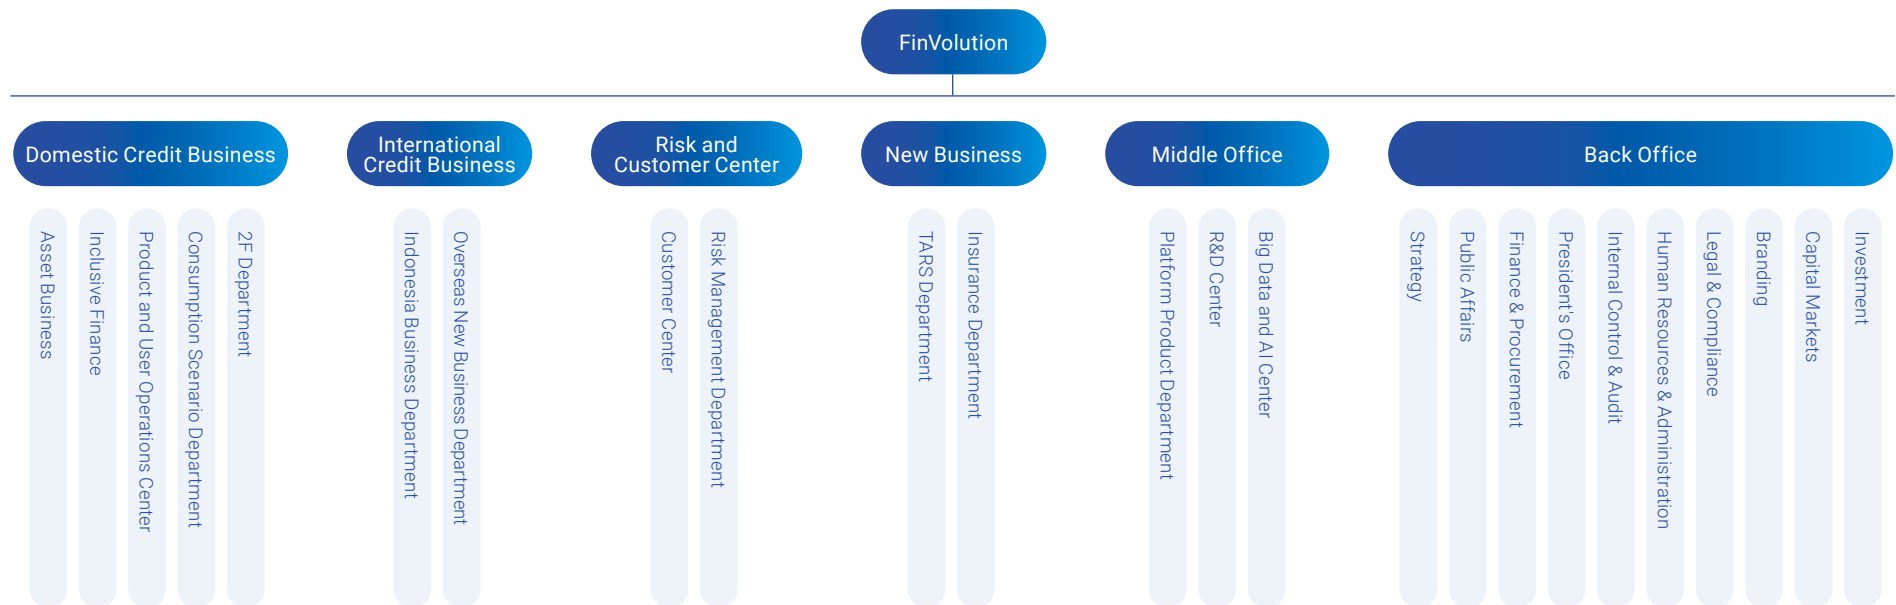 FinVolution
Domestic Credit Business
International
Credit Business
Risk and
Customer Center
New Business
Middle Office
Back Office
Asset Business
Inclusive Finance
Product and User Operations Center
Consumption Scenario Department
2F Department
Indonesia Business Department
Overseas New Business Department
Customer Center
Risk Management Department
TARS Department
Insurance Department
Platform Product Department
R&D Center
Big Data and AI Center
Strategy
Public Affairs
Finance & Procurement
President's Office
Internal Control & Audit
Human Resources & Administration
Legal & Compliance
Branding
Capital Markets
Investment